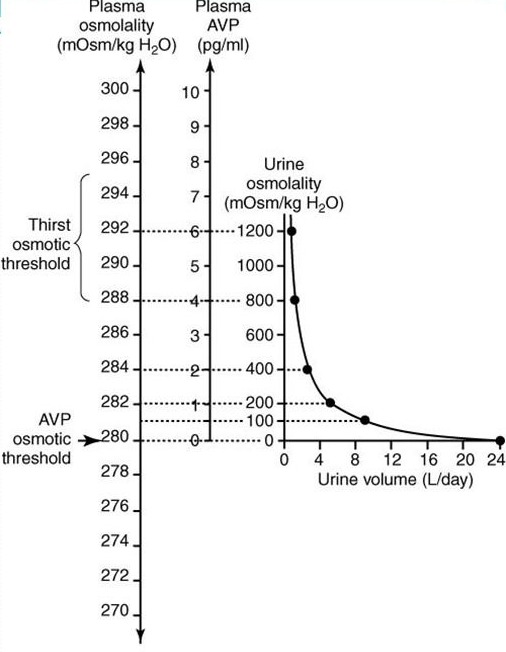 Plasma
osmolality
(mOsm/kg H₂O)
300
298
296
294
292
290
288
286
284
282
280
278
276
274
272
270
Thirst
osmotic
threshold
AVP
osmotic
threshold
Plasma
AVP
(pg/ml)
10
9
8
7
6
5
4
3
2
1
0
Urine
osmolality
(mOsm/kg H₂O)
1200
1000
800
600
400
200
100
0
0 4 8 12 16 20 24
Urine volume (L/day)